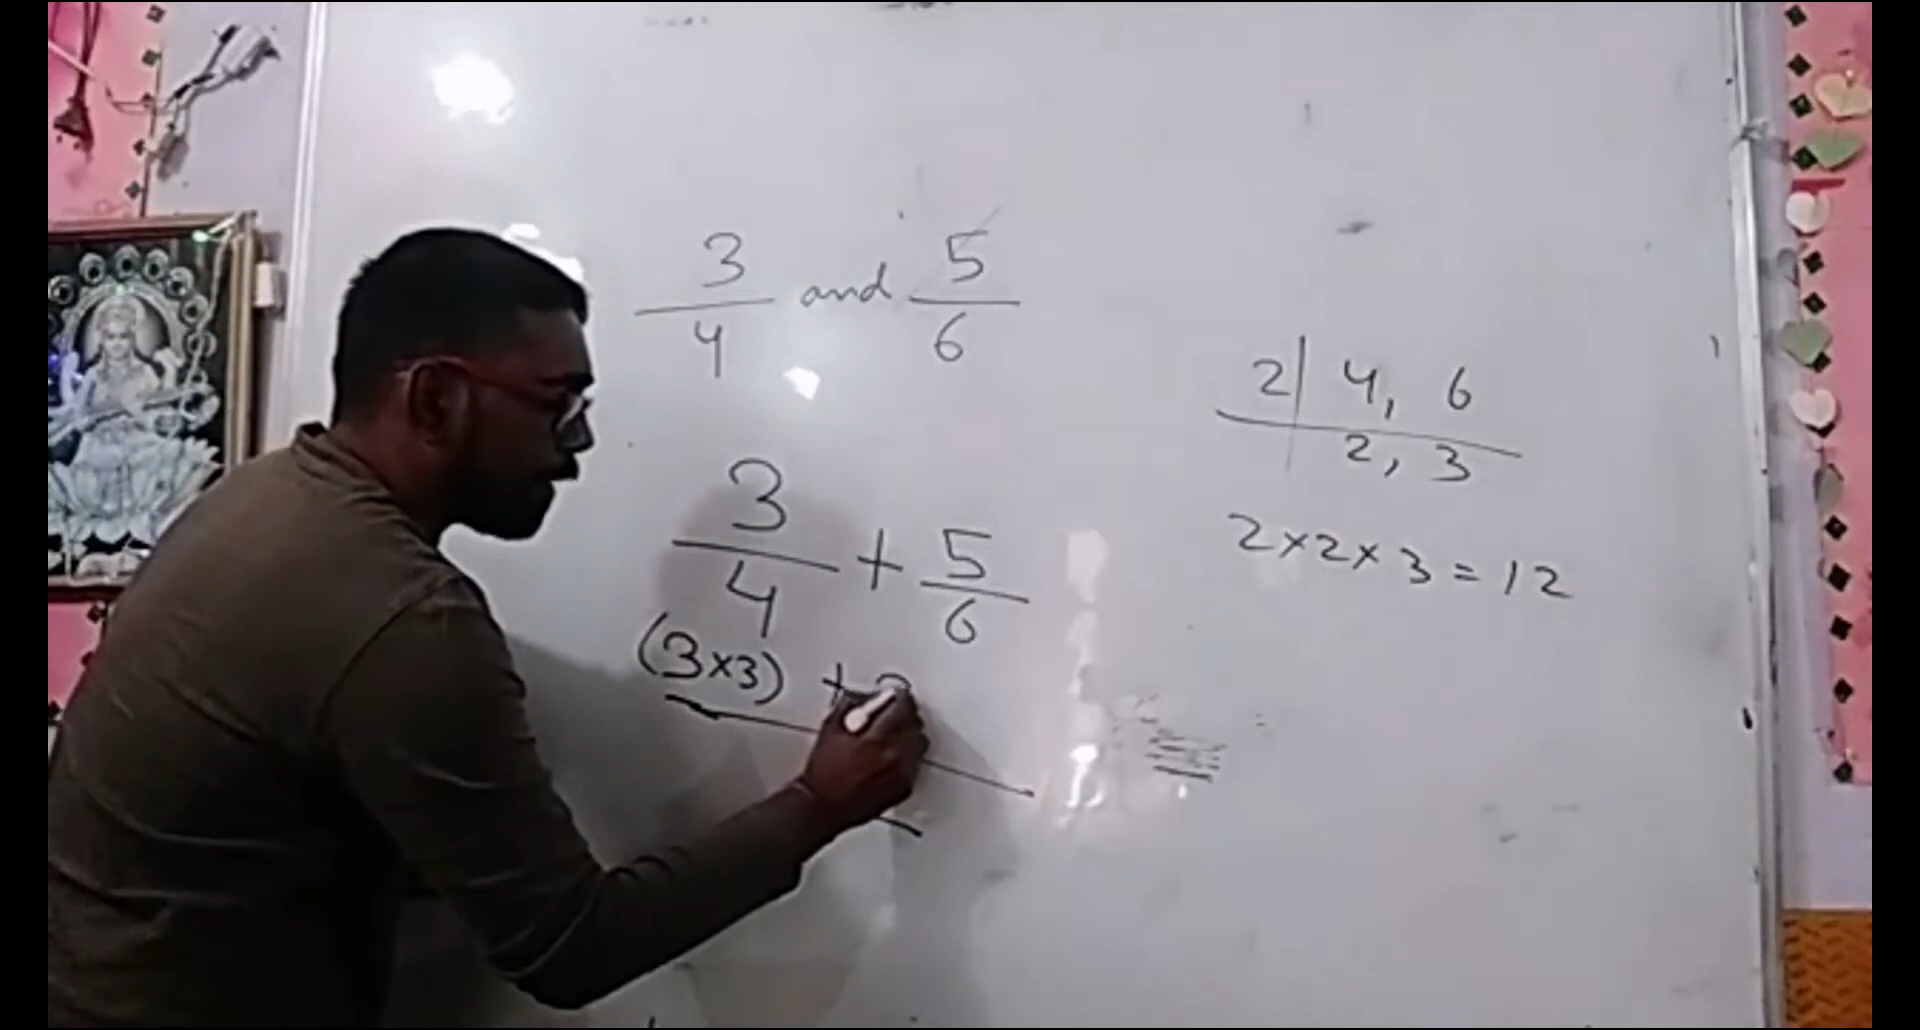 3/4 and 5/6
3/4 + 5/6
(3×3) +
2| 4, 6
2, 3
2×2×3=12